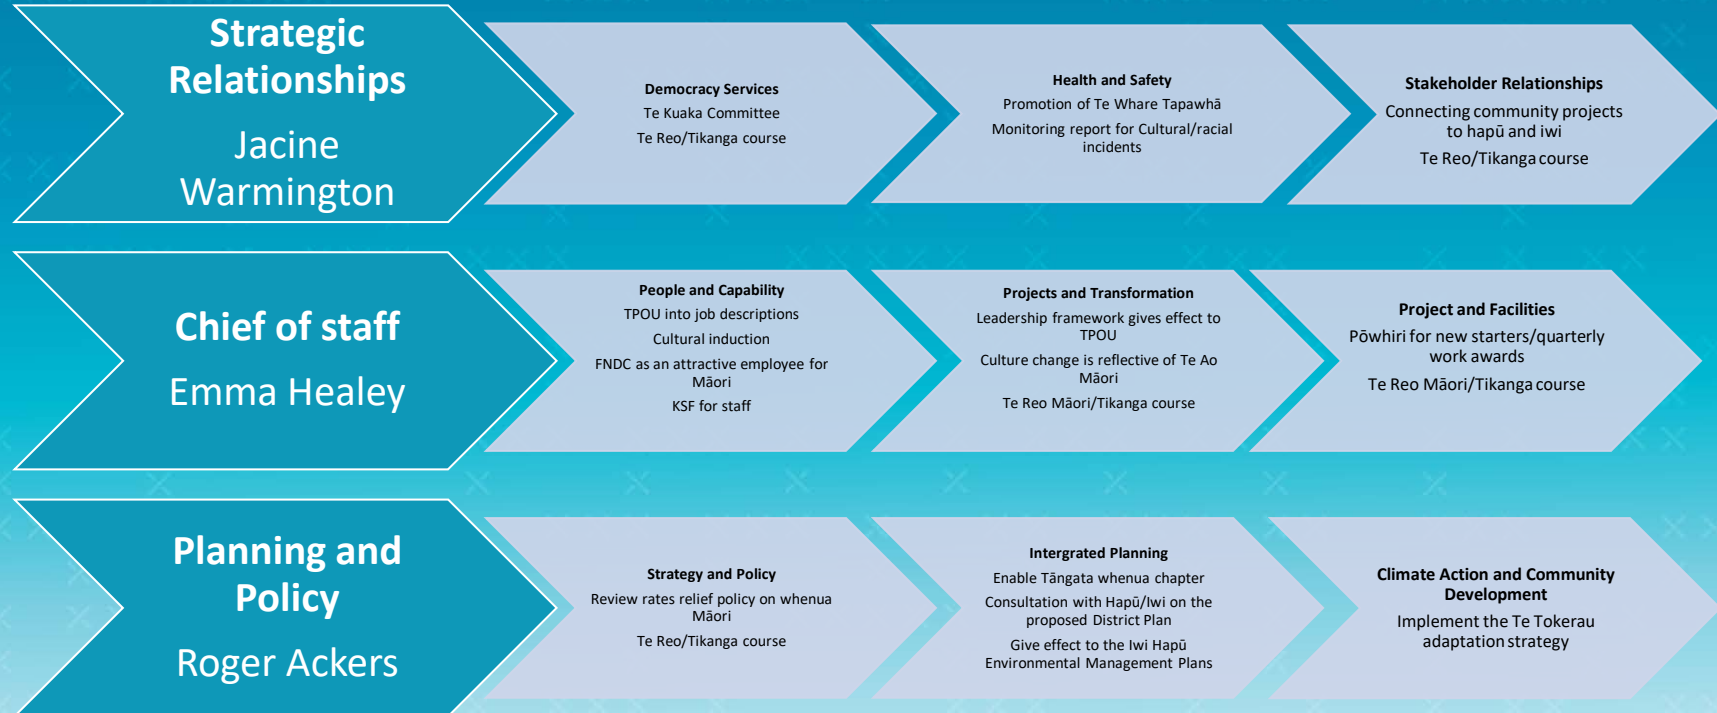 Strategic
Relationships
Jacine
Warmington
Democracy Services
Te Kuaka Committee
Te Reo/Tikanga course
Health and Safety
Promotion of Te Whare Tapawhā
Monitoring report for Cultural/racial
incidents
Stakeholder Relationships
Connecting community projects
to hapū and iwi
Te Reo/Tikanga course
Chief of staff
Emma Healey
People and Capability
TPOU into job descriptions
Cultural induction
FNDC as an attractive employee for
Māori
KSF for staff
Projects and Transformation
Leadership framework gives effect to
TPOU
Culture change is reflective of Te Ao
Māori
Te Reo Māori/Tikanga course
Project and Facilities
Pōwhiri for new starters/quarterly
work awards
Te Reo Māori/Tikanga course
Planning and
Policy
Roger Ackers
Strategy and Policy
Review rates relief policy on whenua
Māori
Te Reo/Tikanga course
Intergrated Planning
Enable Tāngata whenua chapter
Consultation with Hapū/Iwi on the
proposed District Plan
Give effect to the Iwi Hapū
Environmental Management Plans
Climate Action and Community
Development
Implement the Te Tokerau
adaptation strategy